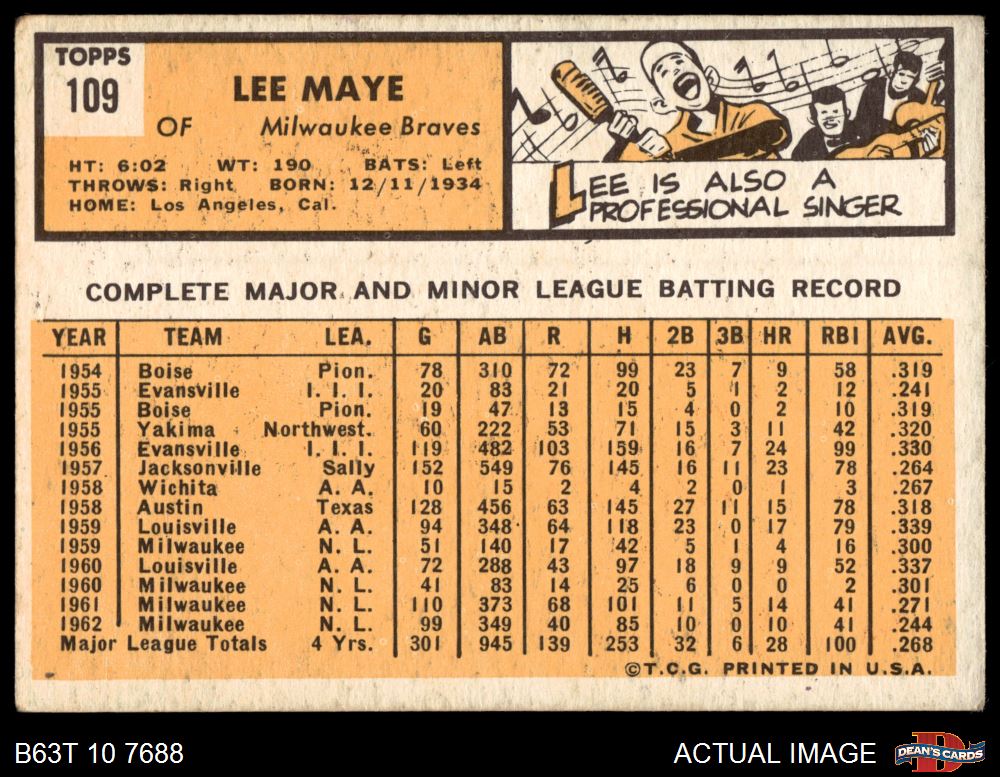 TOPPS
109
LEE MAYE
OF Milwaukee Braves
HT: 6:02 WT: 190 BATS: Left
THROWS: Right BORN: 12/11/1934
HOME: Los Angeles, Cal.
LEE IS ALSO A
PROFESSIONAL SINGER
COMPLETE MAJOR AND MINOR LEAGUE BATTING RECORD
YEAR TEAM LEA. G AB R H 2B 3B HR RBI AVG.
1954 Boise Pion. 78 310 72 99 23 7 9 58 .319
1955 Evansville I. I. I. 20 83 21 20 5 1 2 12 .241
1955 Boise Pion. 19 47 13 15 4 0 2 10 .319
1955 Yakima Northwest. 60 222 53 71 15 3 11 42 .320
1956 Evansville I. I. I. 119 482 103 159 16 7 24 99 .330
1957 Jacksonville Sally 152 549 76 145 16 11 23 78 .264
1958 Wichita A. A. 10 15 2 4 2 0 1 3 .267
1958 Austin Texas 128 456 63 145 27 11 15 78 .318
1959 Louisville A. A. 94 348 64 118 23 0 17 79 .339
1959 Milwaukee N. L. 51 140 17 42 5 1 4 16 .300
1960 Louisville A. A. 72 288 43 97 18 9 9 52 .337
1960 Milwaukee N. L. 41 83 14 25 6 0 0 2 .301
1961 Milwaukee N. L. 110 373 68 101 11 5 14 41 .271
1962 Milwaukee N. L. 99 349 40 85 10 0 10 41 .244
Major League Totals 4 Yrs. 301 945 139 253 32 6 28 100 .268
©T.C.G. PRINTED IN U.S.A.
B63T 10 7688
ACTUAL IMAGE
DEAN'S CARDS